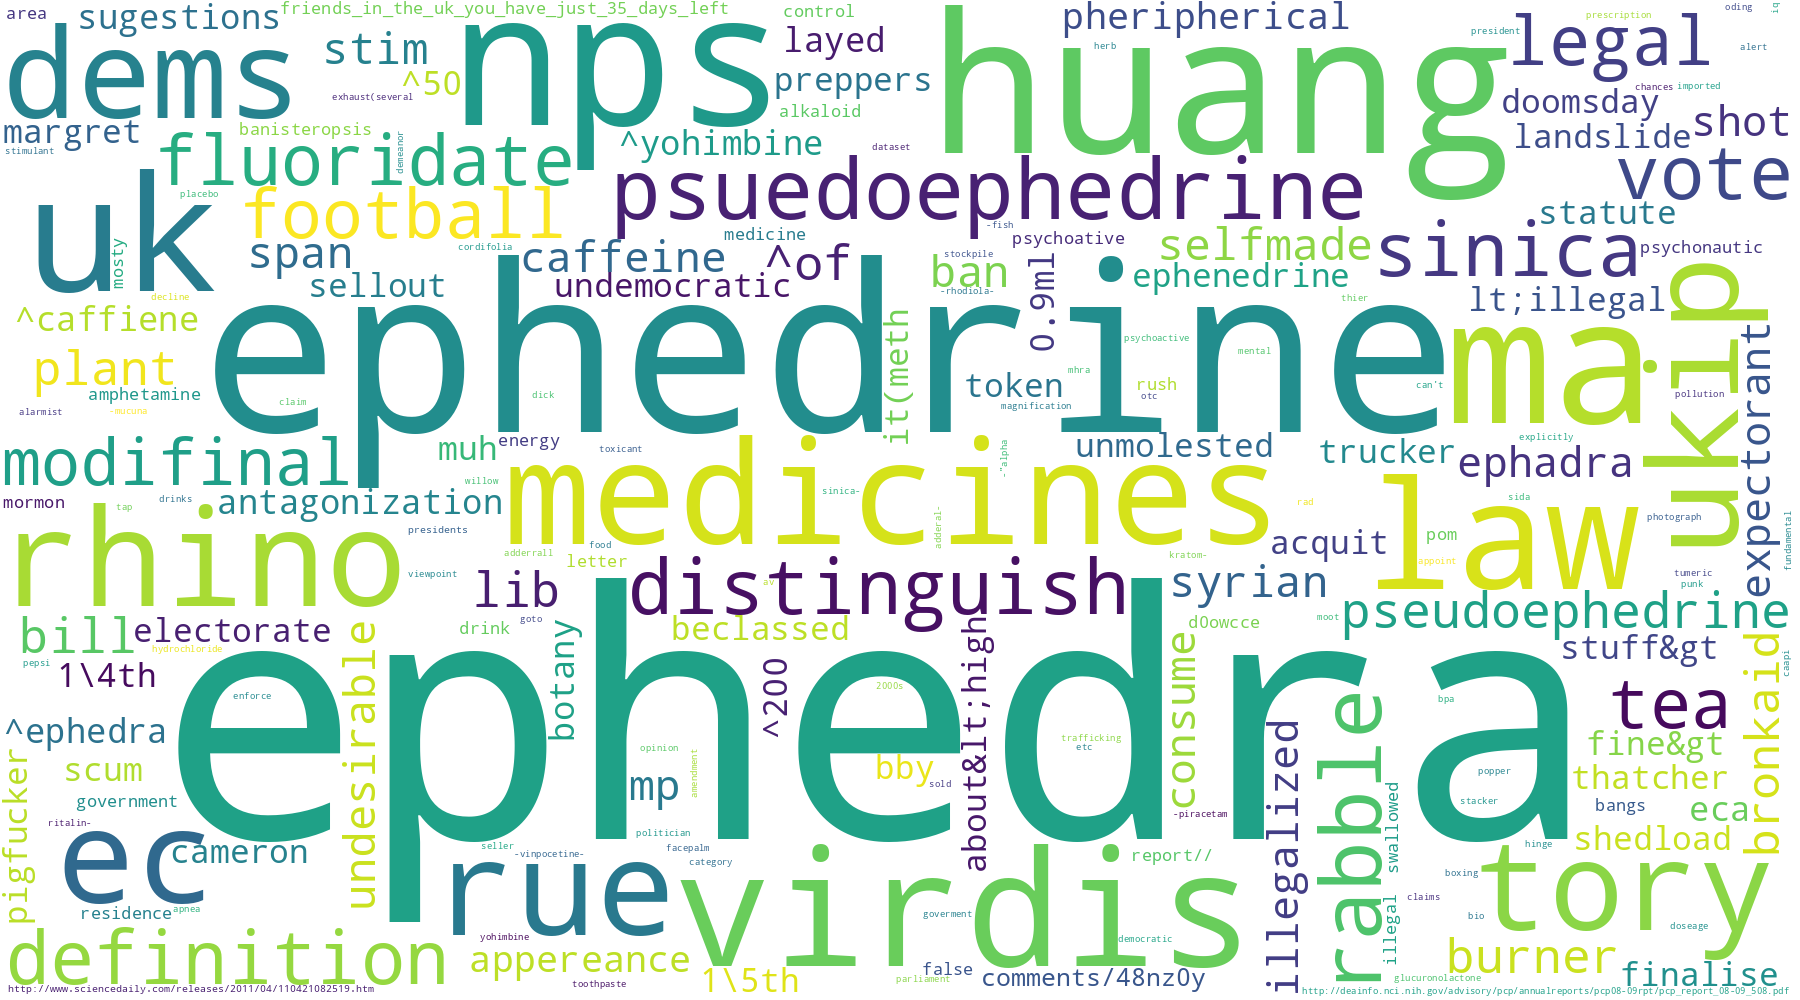 area
sugestions
friends_in_the_uk_you_have_just_35_days_left
control
pheripherical
legal
prescription
oding
iq
dems
stim
nps
layed
huang
herb
president
alert
^50
preppers
exhaust(several
alkaloid
chances
imported
margret
banisteropsis
demeanor
^yohimbine
dataset
doomsday
shot
landslide
stimulant
fluoridate
placebo
psuedoephedrine
vote
uk
football
medicine
-fish
statute
mosty
span
cordifolia
caffeine
^of
psychoative
selfmade
sinica
psychonautic
sellout
undemocratic
ban
stockpile
-rhodiola-
ephenedrine
decline
thier
lt;illegal
ukip
^caffiene
ephedrine
it(meth
0.9ml
psychoactive
mental
ma
expectorant
plant
amphetamine
token
mhra
rush
otc
can't
pollution
alarmist
-mucuna
claim
dick
magnification
modifinal
muh
energy
toxicant
medicines
-"alpha
unmolested
trucker
explicitly
ephadra
willow
sinica-
mormon
drinks
antagonization
tap
rad
law
sida
photograph
fundamental
rhino
presidents
adderrall
food
letter
adderal-
kratom-
acquit
pom
appoint
viewpoint
lib
distinguish
av
syrian
tumeric
punk
bill
electorate
goto
drink
beclassed
d0owcce
moot
pseudoephedrine
pepsi
hydrochloride
1\4th
undesirable
botany
^200
about&lt;high
consume
stuff&gt
bronkaid
caapi
enforce
ephedra
2000s
bpa
tea
^ephedra
opinion
amendment
trafficking
etc
illegalized
rabble
fine&gt
pigfucker
scum
mp
bby
sold
popper
thatcher
government
stacker
swallowed
bangs
eca
ritalin-
ec
cameron
politician
-piracetam
shedload
seller
-vinpocetine-
facepalm
category
report//
hinge
tory
residence
apnea
rue
virdis
goverment
boxing
claims
illegal
bio
dosage
yohimbine
democratic
definition
appereance
toothpaste
1\5th
parliament
false
comments/48nz0y
burner
glucuronolactone
finalise
http://www.sciencedaily.com/releases/2011/04/110421082519.htm
http://deainfo.nci.nih.gov/advisory/pcp/annualreports/pcp08-09rpt/pcp_report_08-09_508.pdf